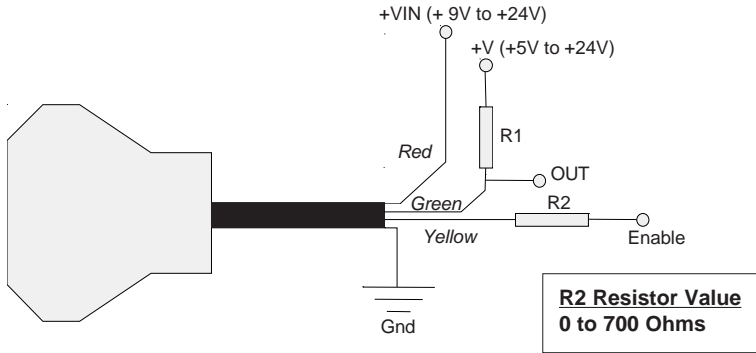 +VIN (+ 9V to +24V)
+V (+5V to +24V)
R1
Red
OUT
Green
R2
Yellow
Enable
Gnd
R2 Resistor Value
0 to 700 Ohms